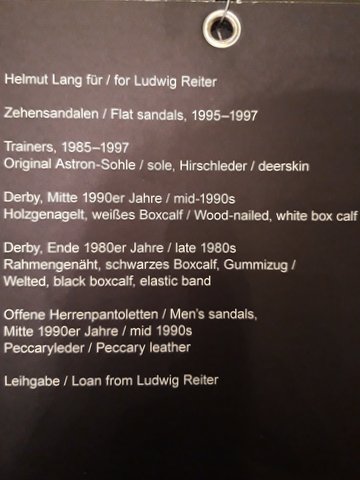 Helmut Lang für / for Ludwig Reiter
Zehensandalen / Flat sandals, 1995–1997
Trainers, 1985–1997
Original Astron-Sohle / sole, Hirschleder / deerskin
Derby, Mitte 1990er Jahre / mid-1990s
Holzgenagelt, weißes Boxcalf / Wood-nailed, white box calf
Derby, Ende 1980er Jahre / late 1980s
Rahmengenäht, schwarzes Boxcalf, Gummizug /
Welted, black boxcalf, elastic band
Offene Herrenpantoletten / Men's sandals,
Mitte 1990er Jahre / mid 1990s
Peccaryleder / Peccary leather
Leihgabe / Loan from Ludwig Reiter